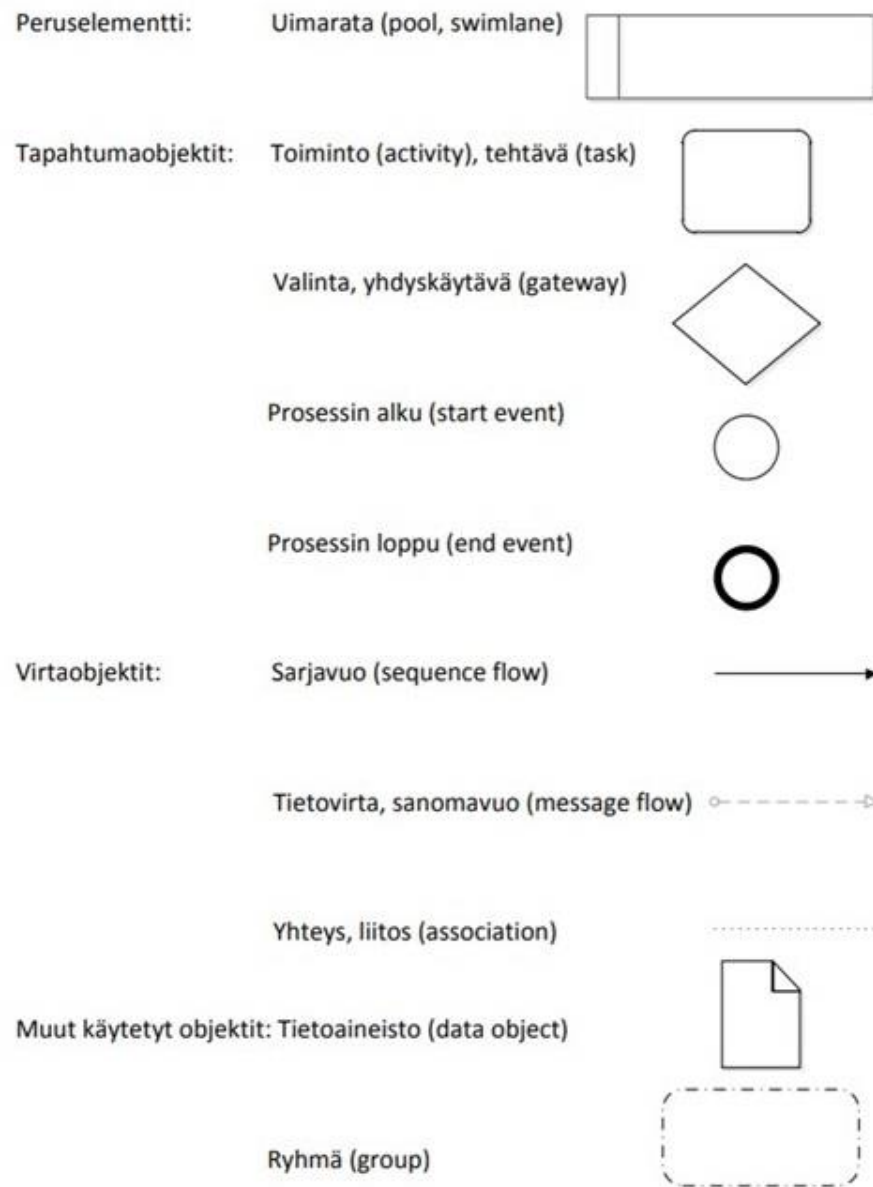 Peruselementti: Uimarata (pool, swimlane)
Tapahtumaobjektit: Toiminto (activity), tehtävä (task)
Valinta, yhdyskäytävä (gateway)
Prosessin alku (start event)
Prosessin loppu (end event)
Virtaobjektit: Sarjavuo (sequence flow)
Tietovirta, sanomavuo (message flow)
Yhteys, liitos (association)
Muut käytetyt objektit: Tietoaineisto (data object)
Ryhmä (group)